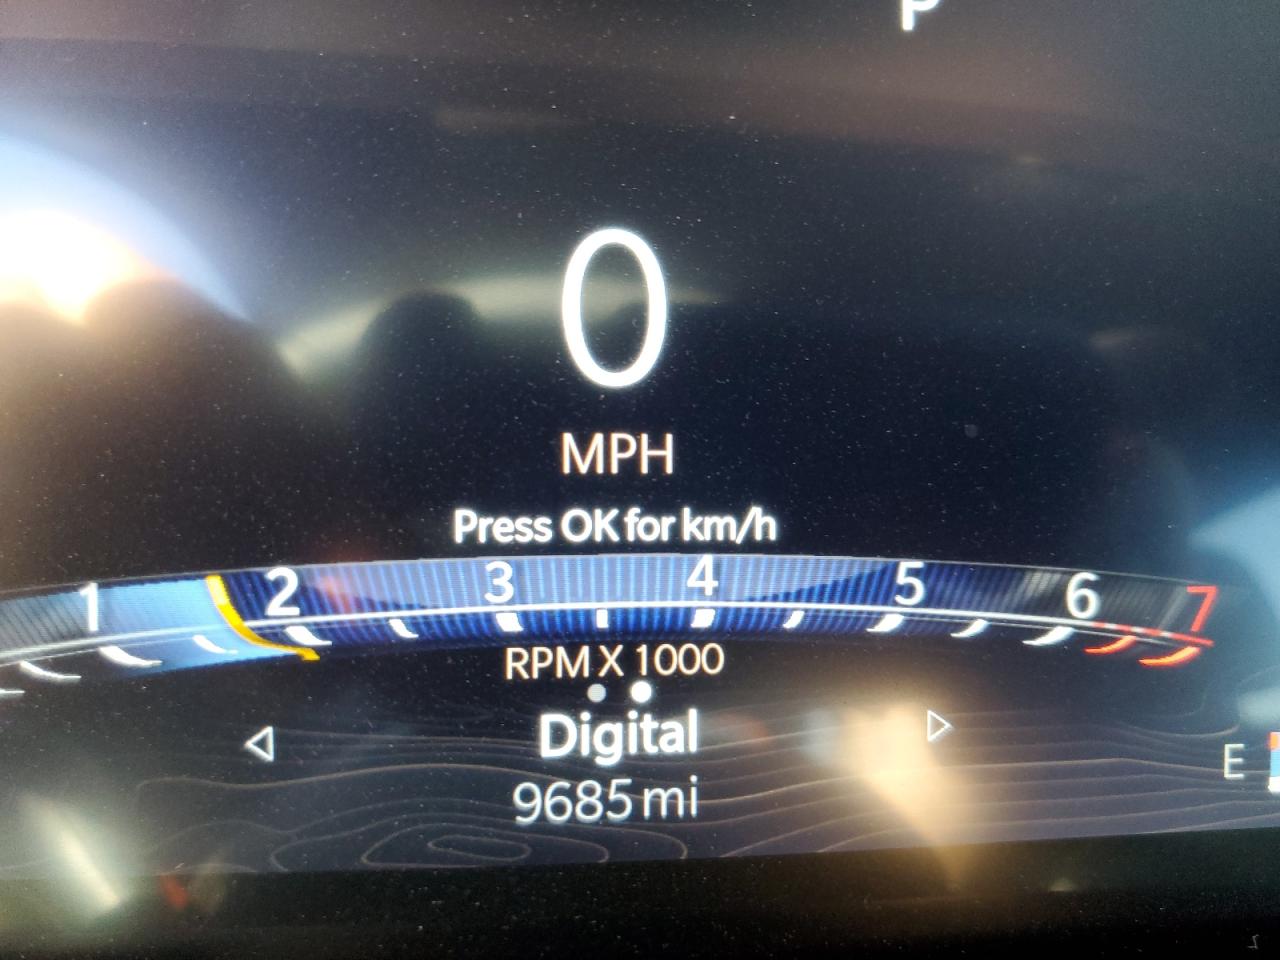 P
0
MPH
Press OK for km/h
1 2 3 4 5 6 7
RPM X 1000
Digital
9685 mi
E